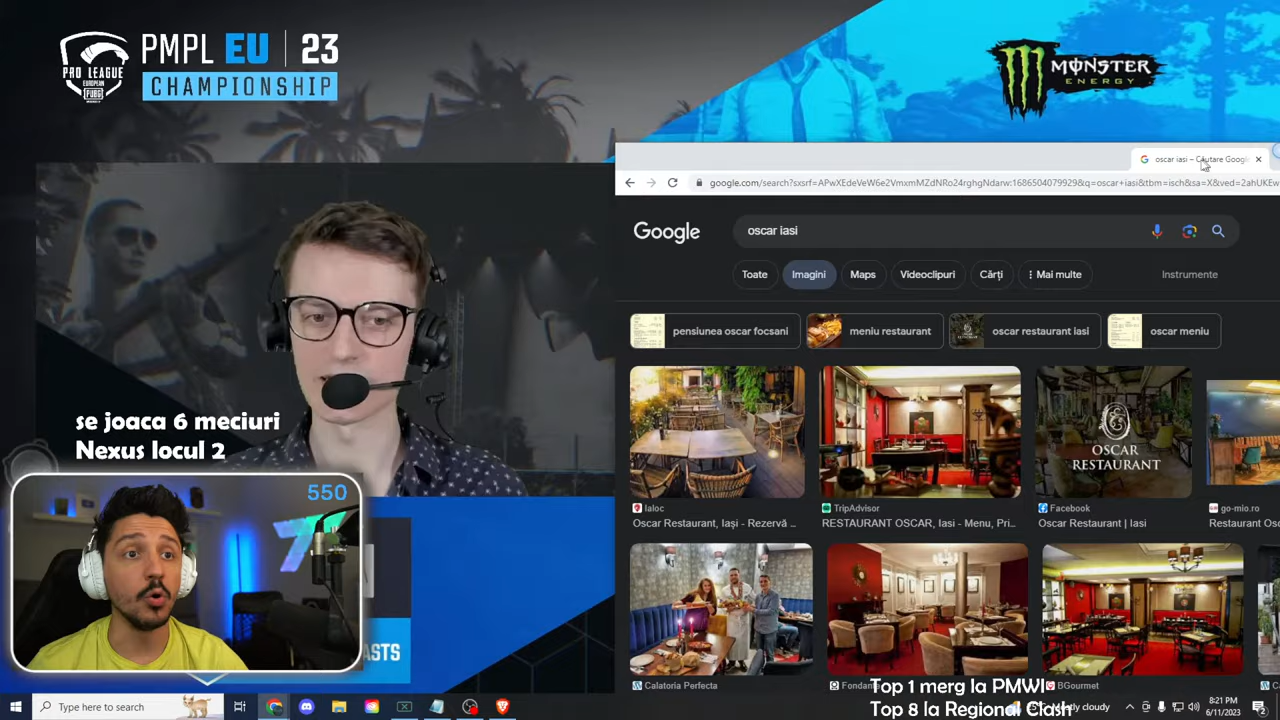 PRO LEAGUE
EUROPEAN
PUBG
PMPL EU 23
CHAMPIONSHIP
MONSTER
ENERGY
oscar iasi – Căutare Google
google.com/search?sxsrf=APwXEdeVeW6e2VmxmMZdNRo24rghgNdarw:1686504079929&q=oscar+iasi&tbm=isch&sa=X&ved=2ahUKEw
Google
oscar iasi
Toate
Imagini
Maps
Videoclipuri
Cărți
Mai multe
Instrumente
pensiunea oscar focsani
meniu restaurant
oscar restaurant iasi
oscar meniu
OSCAR
RESTAURANT
Ialoc
Oscar Restaurant, Iași - Rezervă ...
TripAdvisor
RESTAURANT OSCAR, Iasi - Menu, Pri...
Facebook
Oscar Restaurant | Iasi
go-mio.ro
Restaurant Os
Calatoria Perfecta
BGourmet
se joaca 6 meciuri
Nexus locul 2
550
ASTS
Top 1 merg la PMWI
Top 8 la Regional Clash
Type here to search
cloudy
8:21 PM
6/11/2023